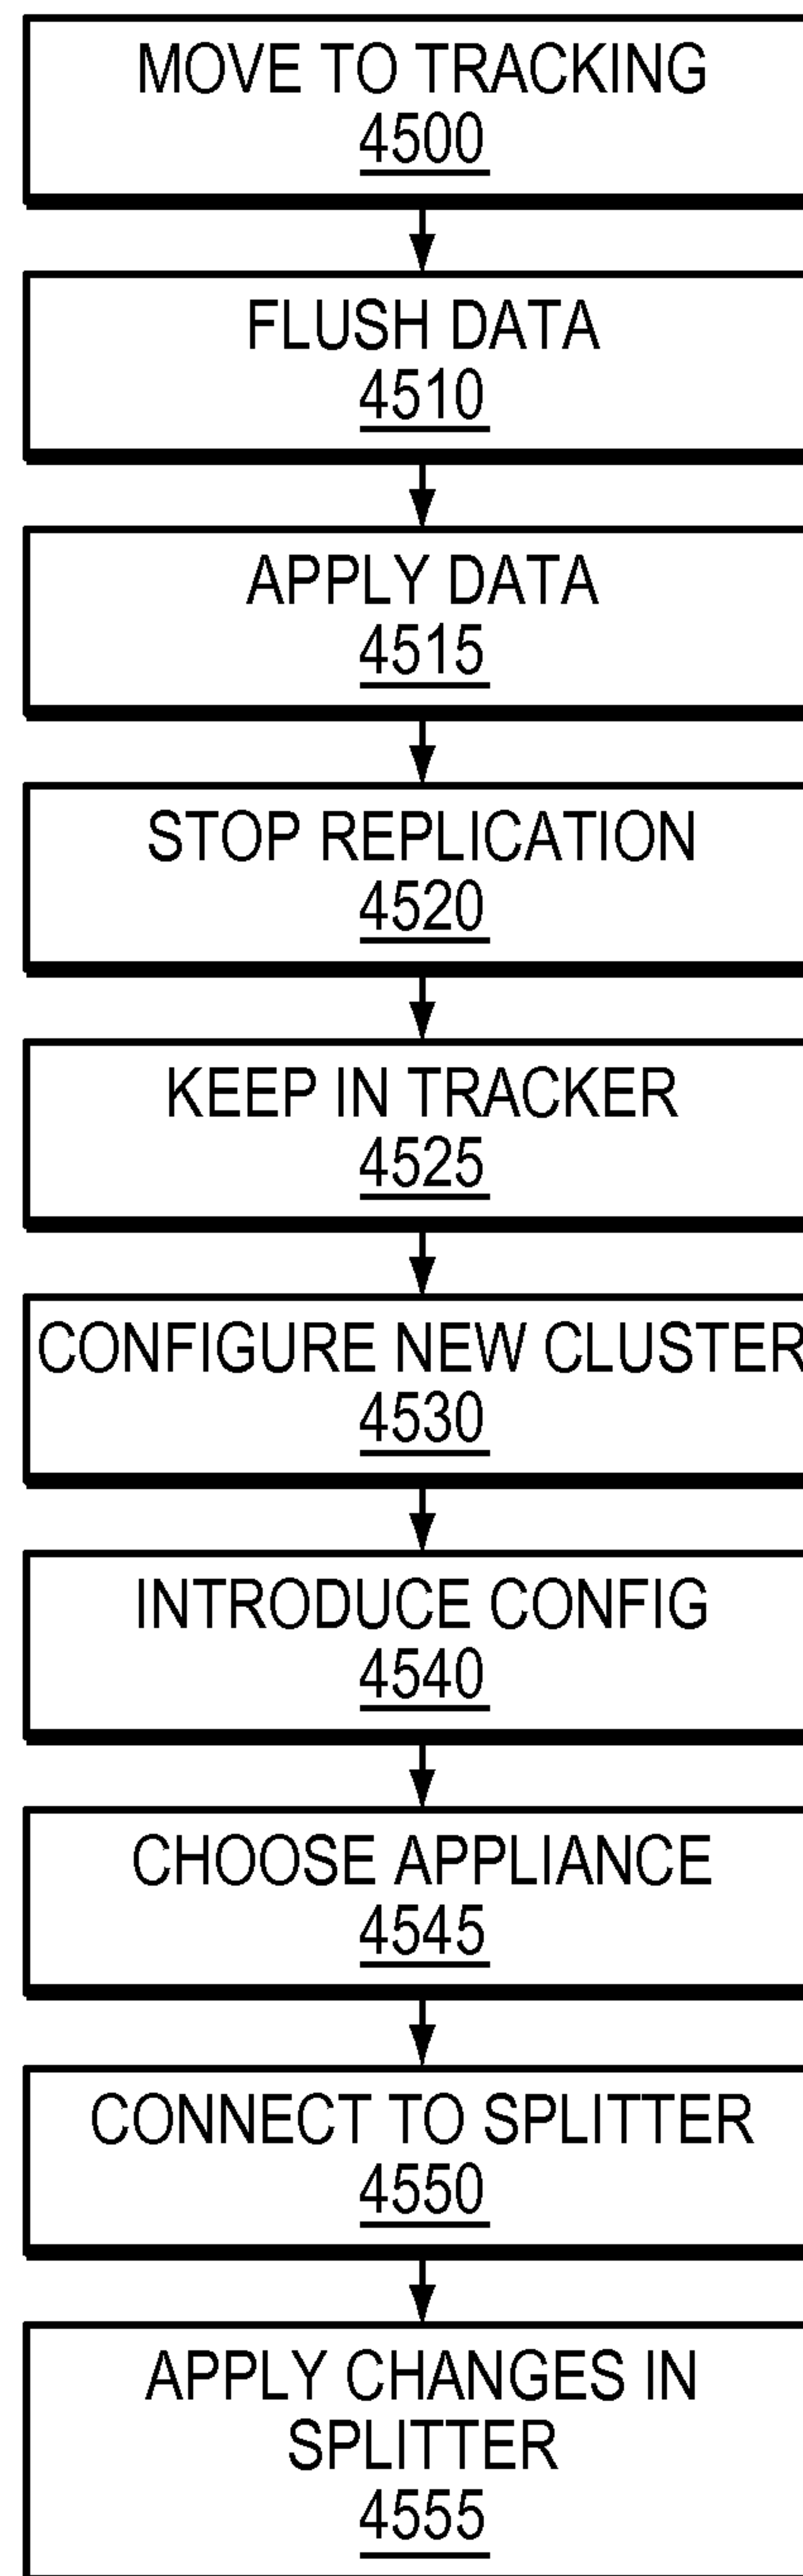 MOVE TO TRACKING
4500
FLUSH DATA
4510
APPLY DATA
4515
STOP REPLICATION
4520
KEEP IN TRACKER
4525
CONFIGURE NEW CLUSTER
4530
INTRODUCE CONFIG
4540
CHOOSE APPLIANCE
4545
CONNECT TO SPLITTER
4550
APPLY CHANGES IN
SPLITTER
4555